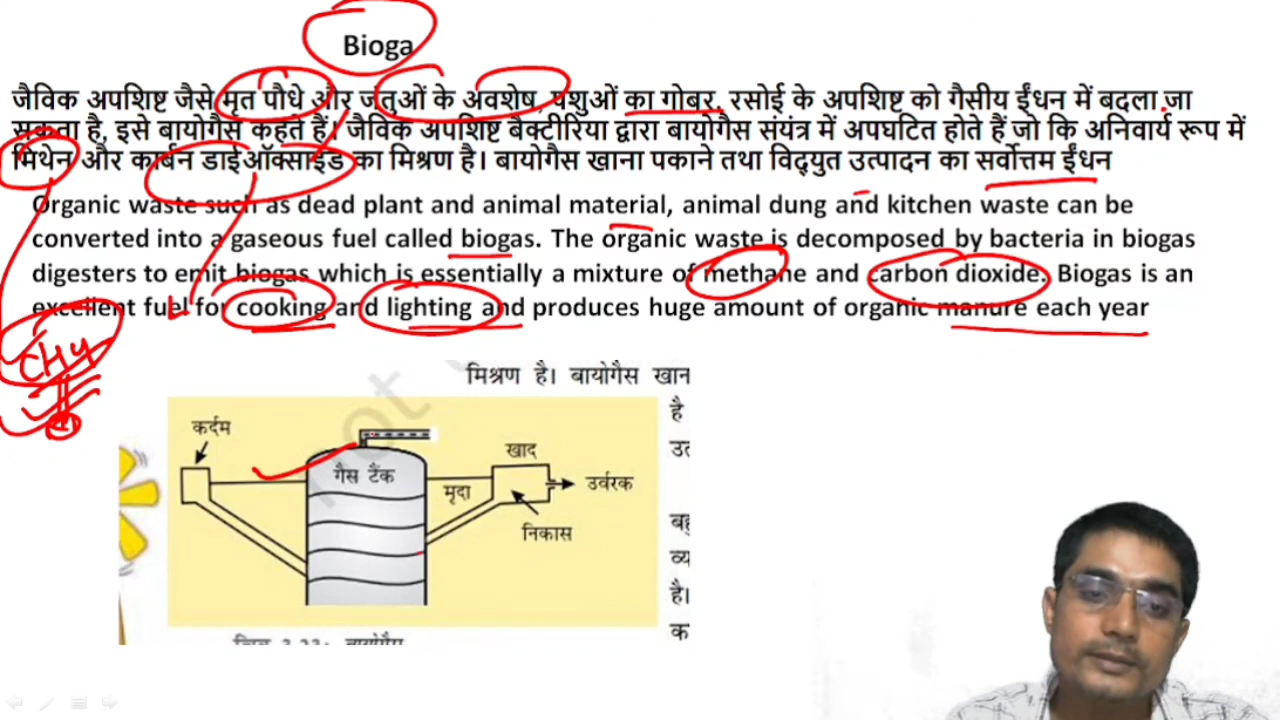 Bioga
जैविक अपशिष्ट जैसे मृत पौधे और जंतुओं के अवशेष, पशुओं का गोबर, रसोई के अपशिष्ट को गैसीय ईंधन में बदला जा
सकता है, इसे बायोगैस कहते हैं। जैविक अपशिष्ट बैक्टीरिया द्वारा बायोगैस संयंत्र में अपघटित होते हैं जो कि अनिवार्य रूप में
मिथेन और कार्बन डाईऑक्साइड का मिश्रण है। बायोगैस खाना पकाने तथा विद्युत उत्पादन का सर्वोत्तम ईंधन
Organic waste such as dead plant and animal material, animal dung and kitchen waste can be
converted into a gaseous fuel called biogas. The organic waste is decomposed by bacteria in biogas
digesters to emit biogas which is essentially a mixture of methane and carbon dioxide. Biogas is an
excellent fuel for cooking and lighting and produces huge amount of organic manure each year
CH4
मिश्रण है। बायोगैस खान
है
कर्दम
खाद
गैस टैंक
मृदा
उर्वरक
निकास
not
है।
क